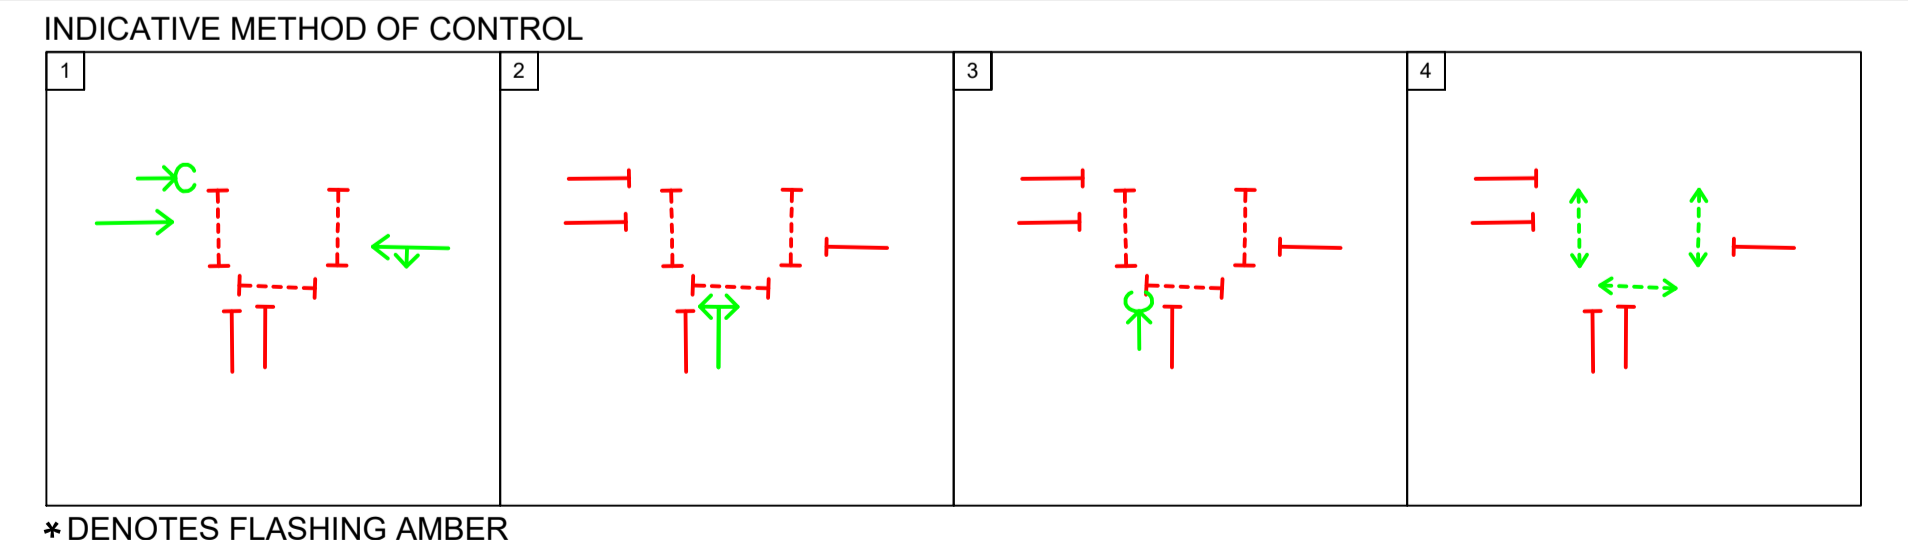 INDICATIVE METHOD OF CONTROL
1
2
3
4
C
C
* DENOTES FLASHING AMBER